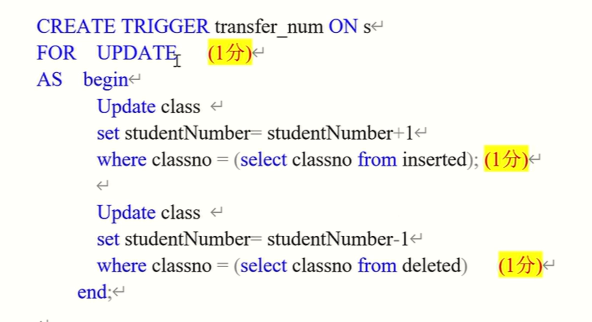 CREATE TRIGGER transfer_num ON s↵
FOR UPDATE (1分)↵
AS begin↵
Update class ↵
set studentNumber= studentNumber+1↵
where classno = (select classno from inserted); (1分)↵
↵
Update class ↵
set studentNumber= studentNumber-1↵
where classno = (select classno from deleted) (1分)↵
end;↵